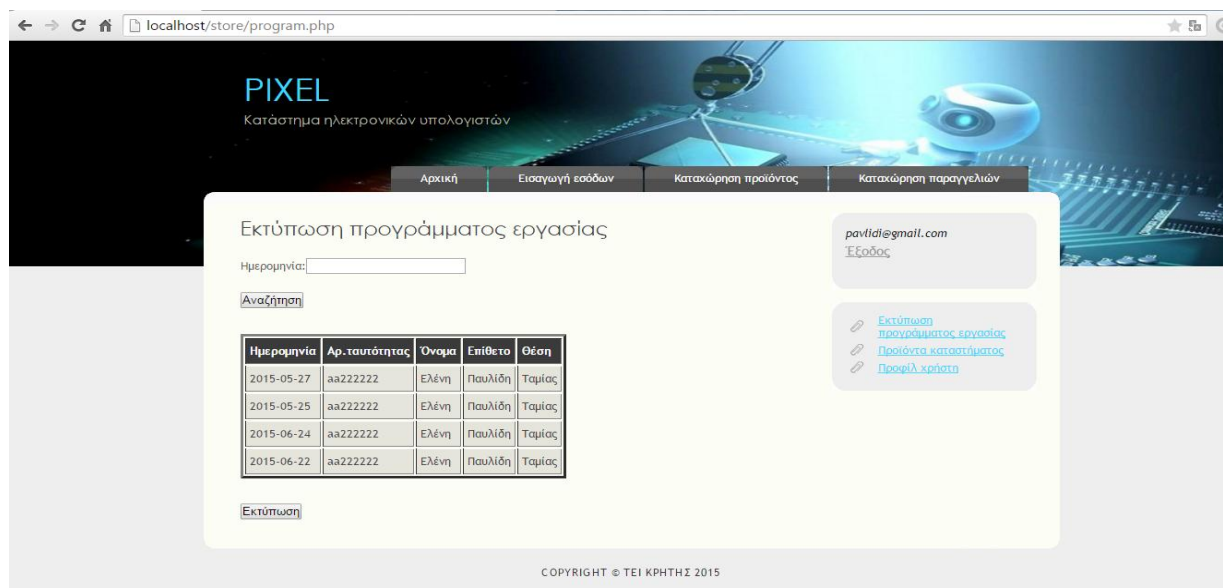 localhost/store/program.php
PIXEL
Κατάστημα ηλεκτρονικών υπολογιστών
Αρχική Εισαγωγή εσόδων Καταχώρηση προϊόντος Καταχώρηση παραγγελιών
Εκτύπωση προγράμματος εργασίας
Ημερομηνία:
Αναζήτηση
Ημερομηνία Αρ.ταυτότητας Όνομα Επίθετο Θέση
2015-05-27 aa222222 Ελένη Παυλίδη Ταμίας
2015-05-25 aa222222 Ελένη Παυλίδη Ταμίας
2015-06-24 aa222222 Ελένη Παυλίδη Ταμίας
2015-06-22 aa222222 Ελένη Παυλίδη Ταμίας
Εκτύπωση
pavlidi@gmail.com
Έξοδος
Εκτύπωση
προγράμματος εργασίας
Προϊόντα καταστήματος
Προφίλ χρήστη
COPYRIGHT © ΤΕΙ ΚΡΗΤΗΣ 2015